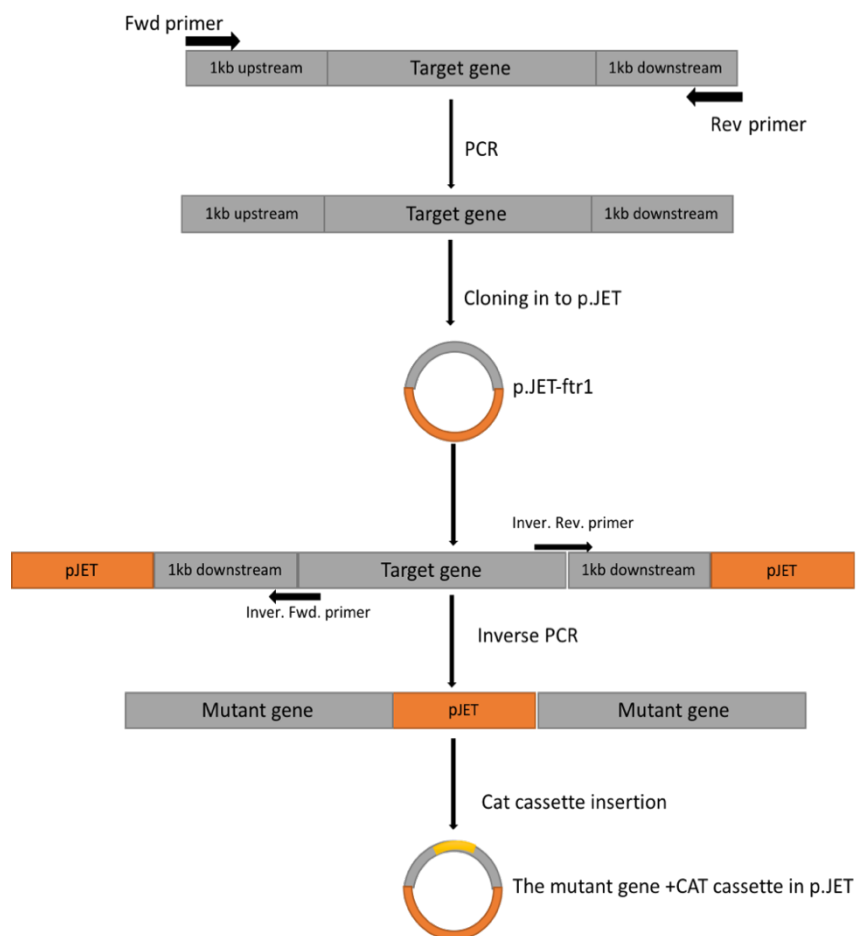 Fwd primer
1kb upstream Target gene 1kb downstream
Rev primer
PCR
1kb upstream Target gene 1kb downstream
Cloning in to p.JET
p.JET-ftr1
Inver. Rev. primer
pJET 1kb downstream Target gene 1kb downstream pJET
Inver. Fwd. primer
Inverse PCR
Mutant gene pJET Mutant gene
Cat cassette insertion
The mutant gene +CAT cassette in p.JET